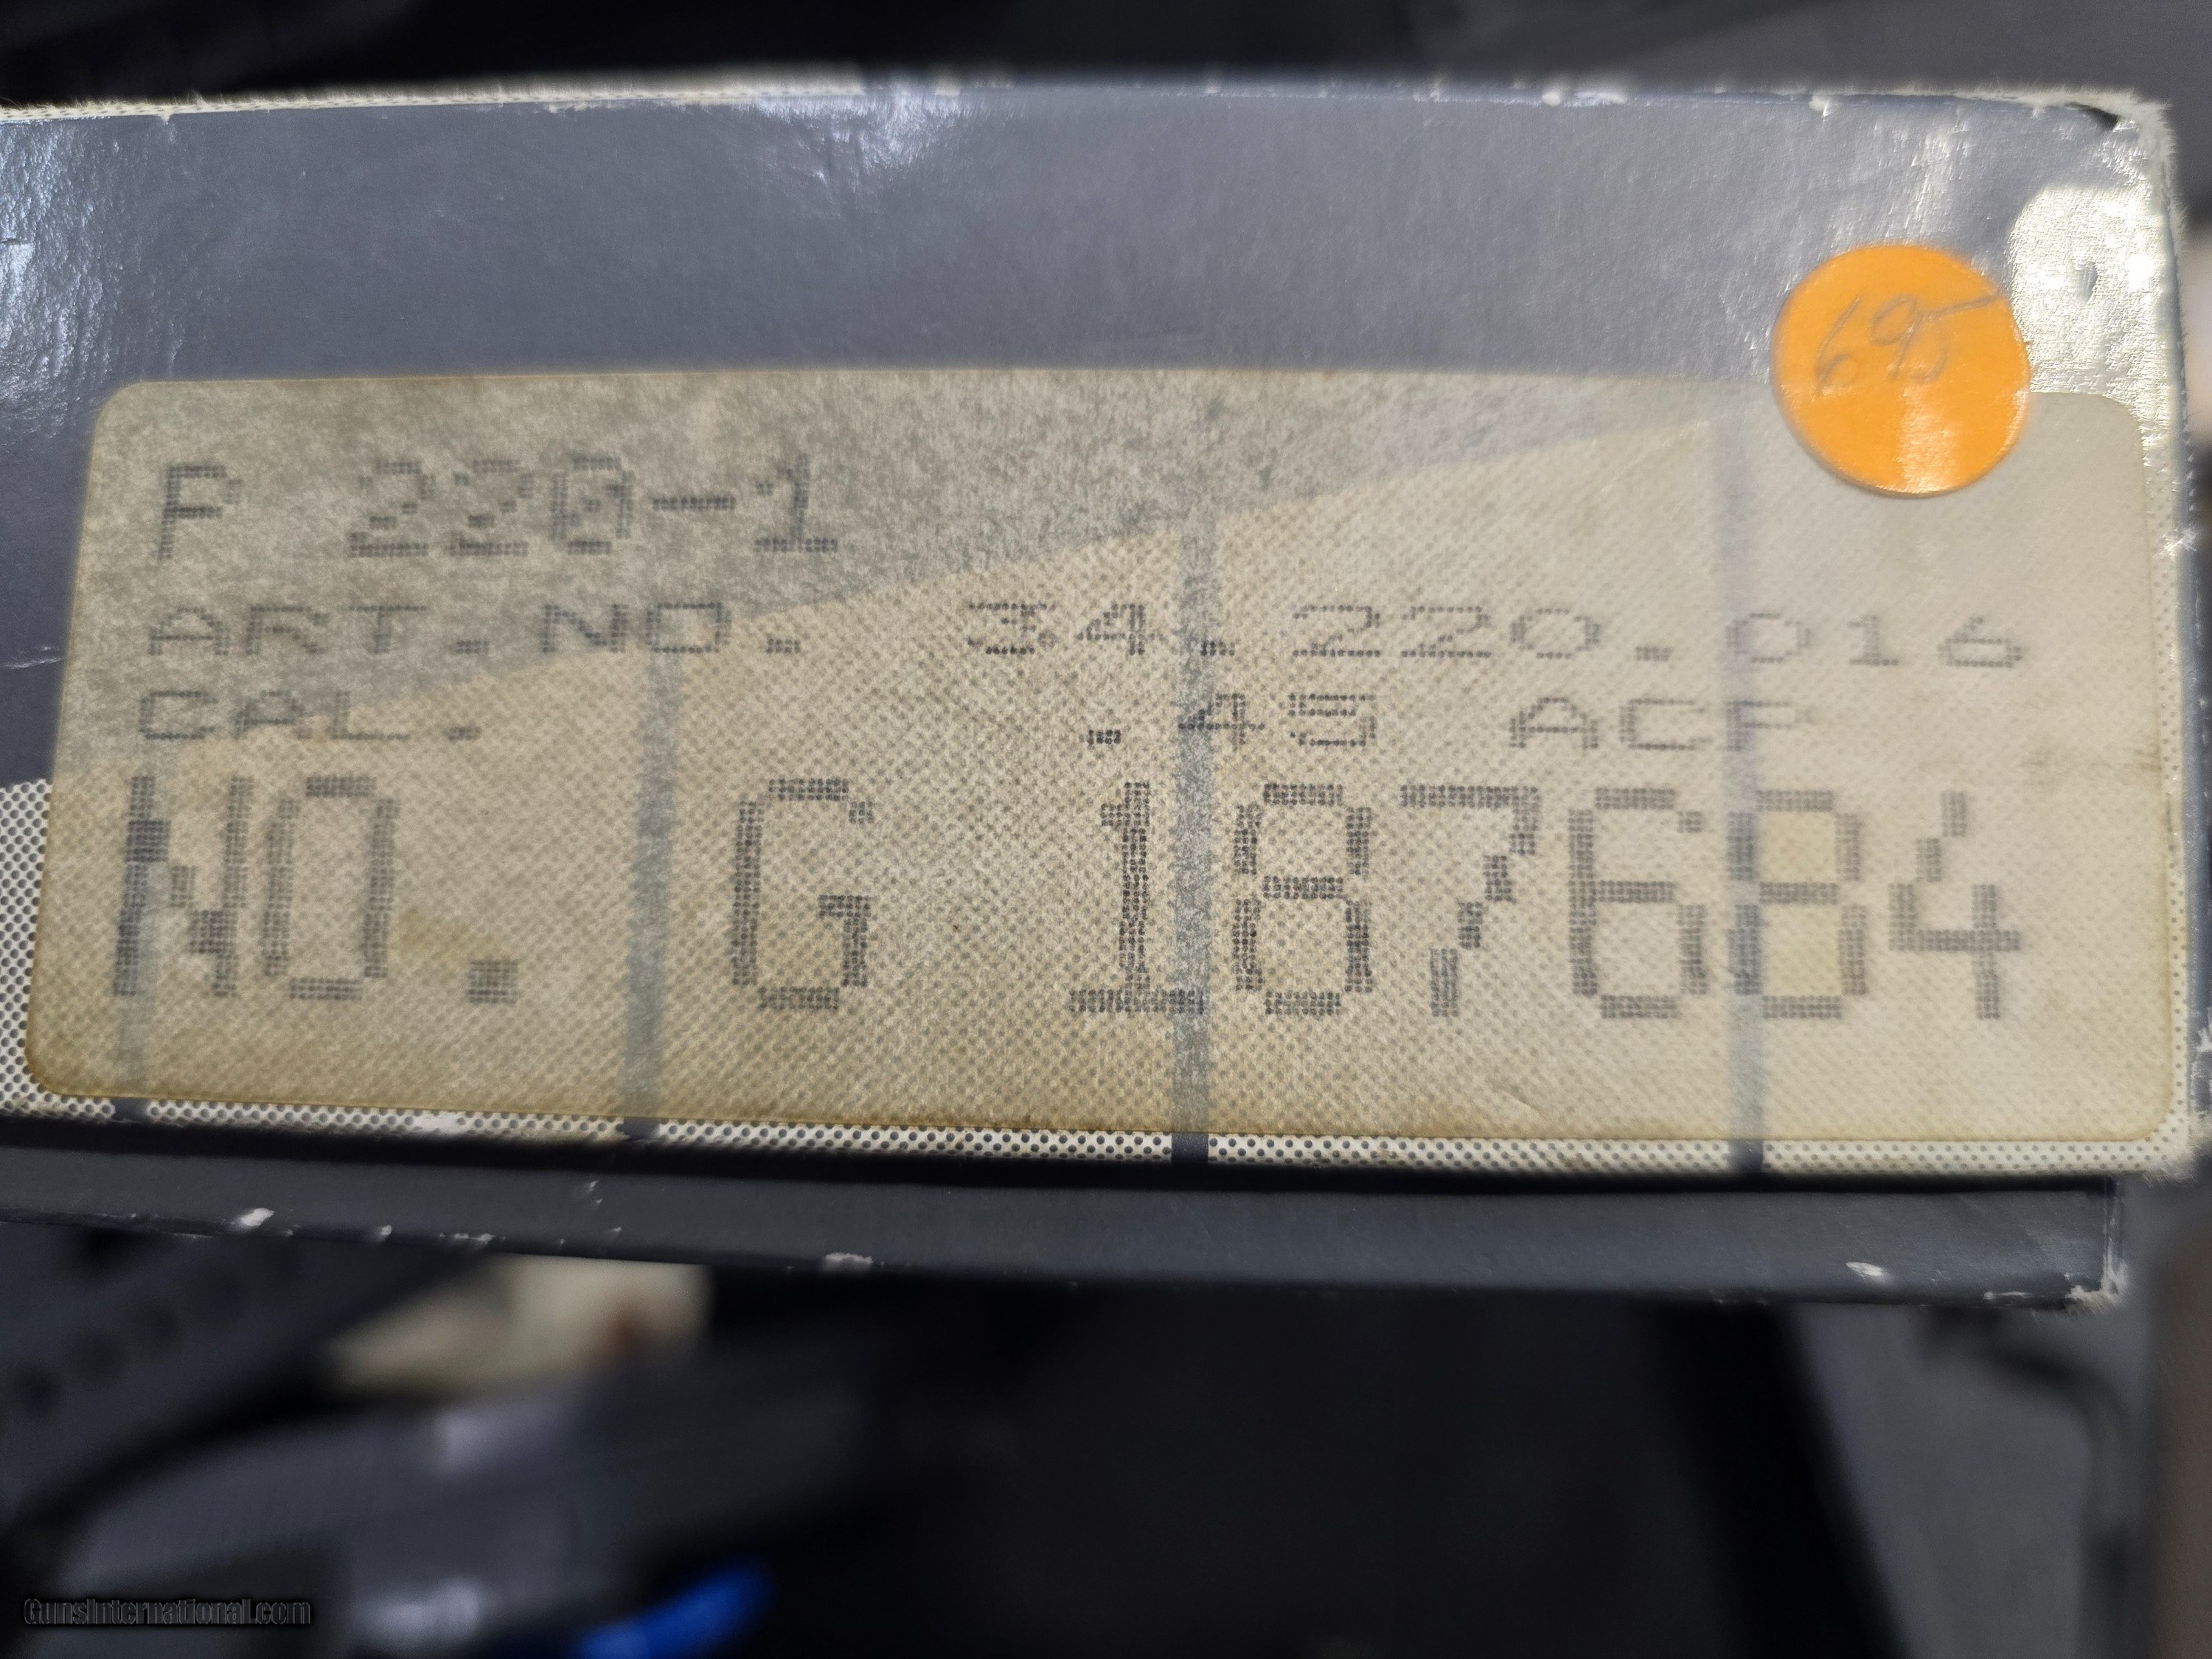 695
P 220-1
ART.NO. 34.220.016
CAL. .45 ACP
NO. G 187684
GunsInternational.com